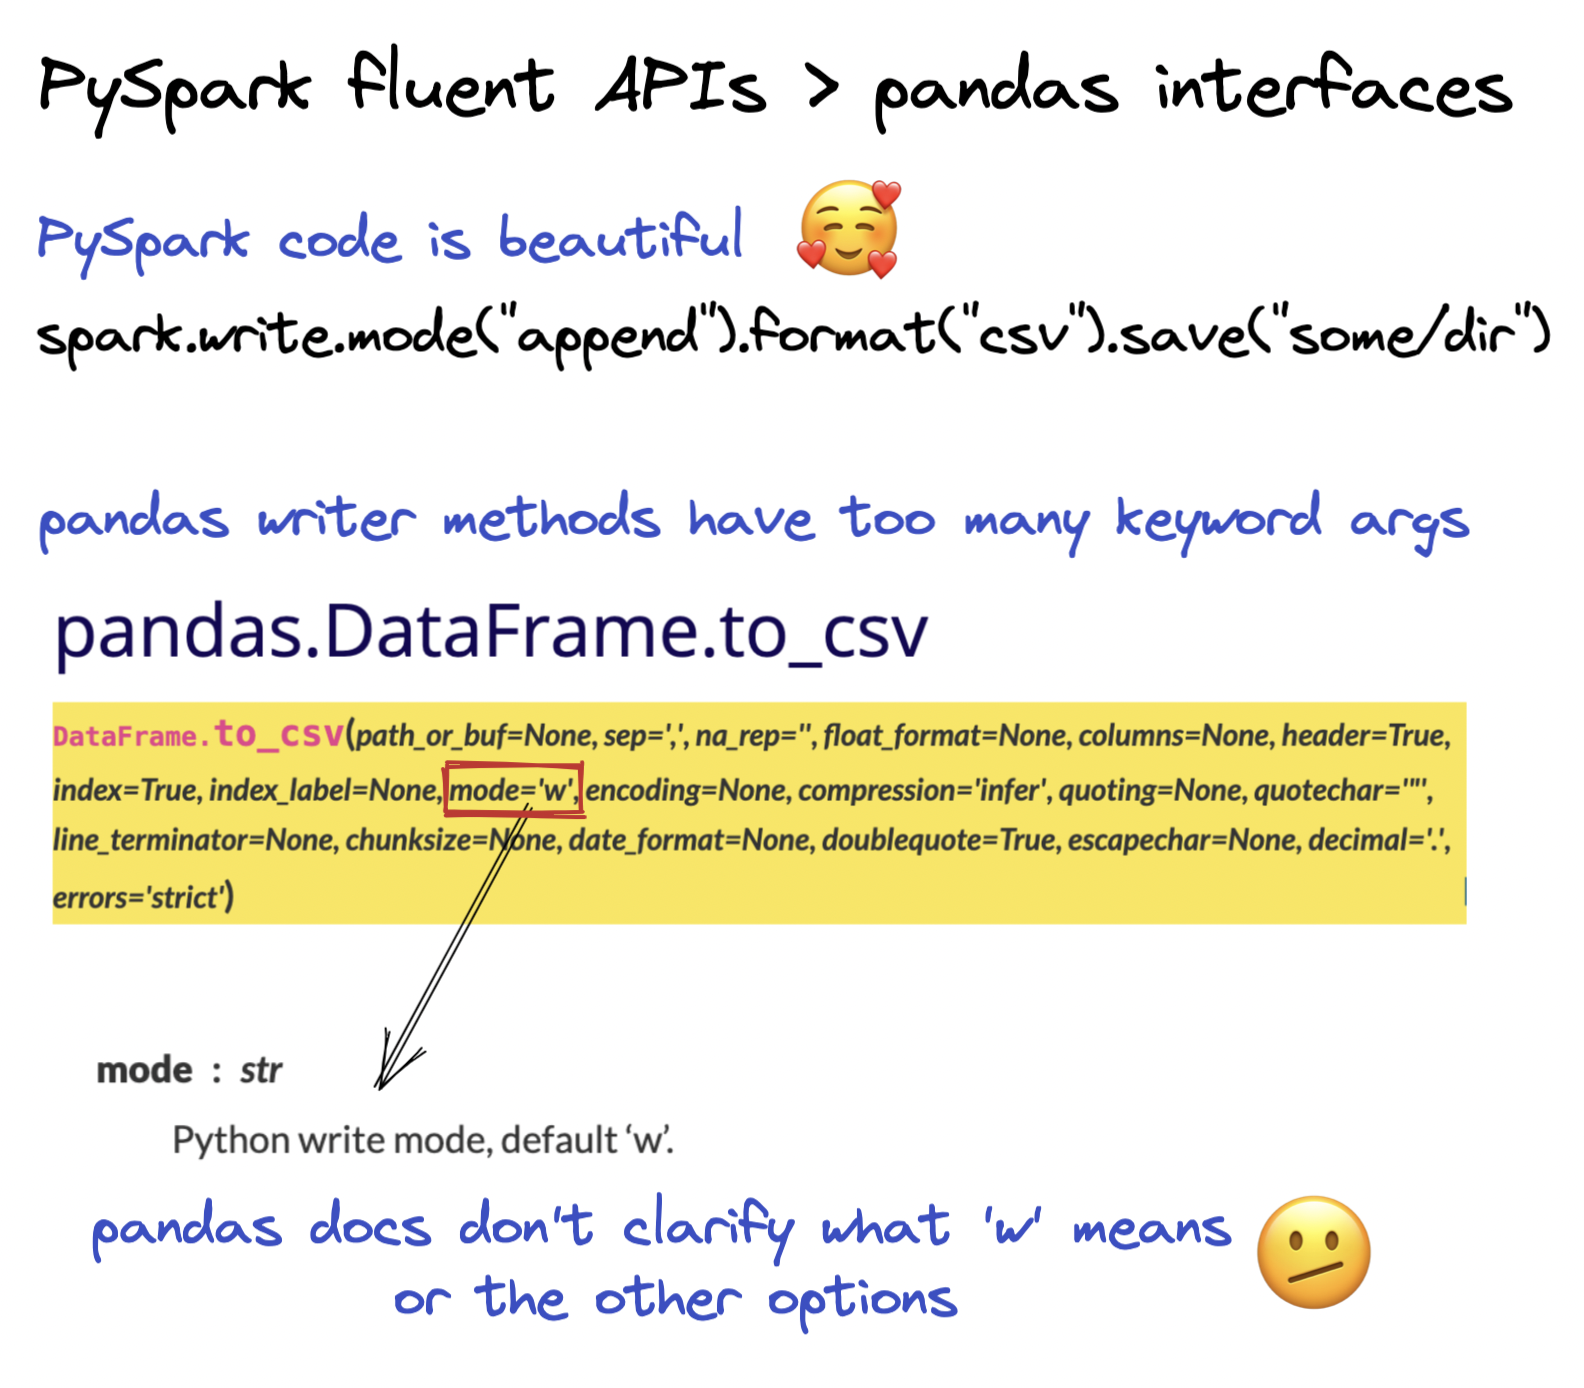 PySpark fluent APIs > pandas interfaces
PySpark code is beautiful
spark.write.mode("append").format("csv").save("some/dir")
pandas writer methods have too many keyword args
pandas.DataFrame.to_csv
DataFrame.to_csv(path_or_buf=None, sep=',', na_rep='', float_format=None, columns=None, header=True,
index=True, index_label=None, mode='w', encoding=None, compression='infer', quoting=None, quotechar='"',
line_terminator=None, chunksize=None, date_format=None, doublequote=True, escapechar=None, decimal='.',
errors='strict')
mode : str
Python write mode, default ‘w’.
pandas docs don't clarify what 'w' means
or the other options